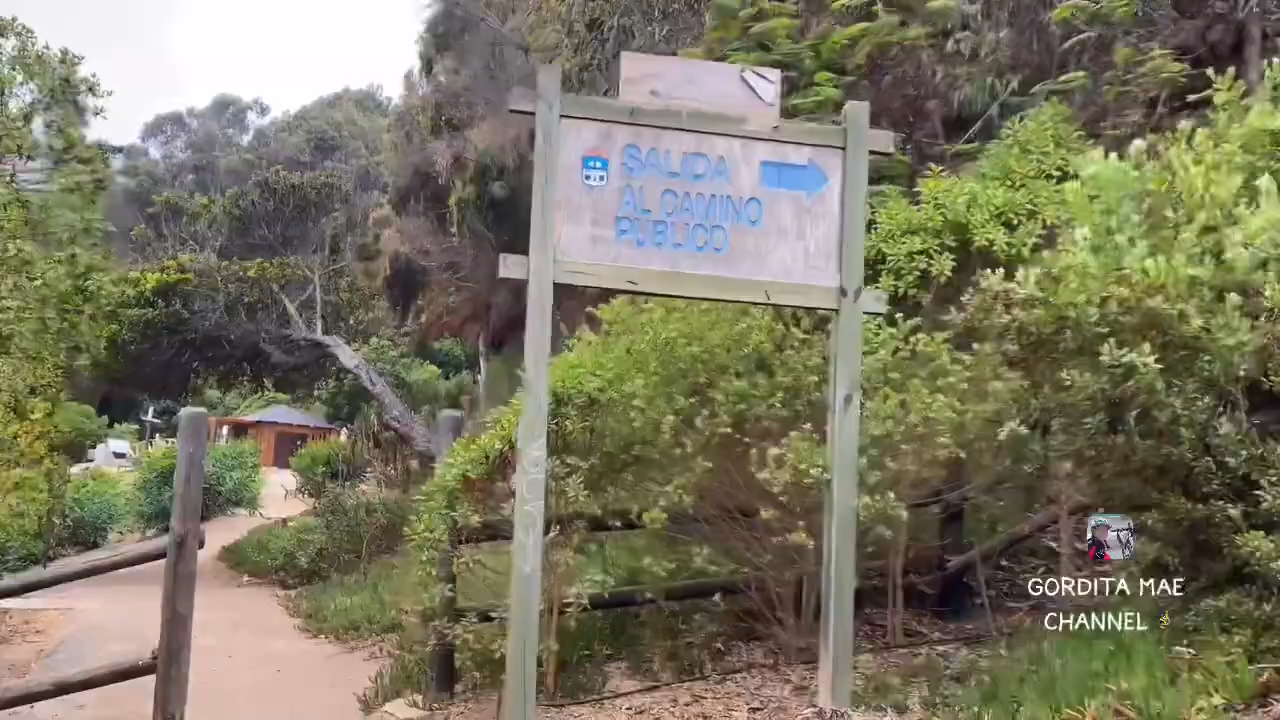 SALIDA
AL CAMINO
PUBLICO
GORDITA MAE
CHANNEL